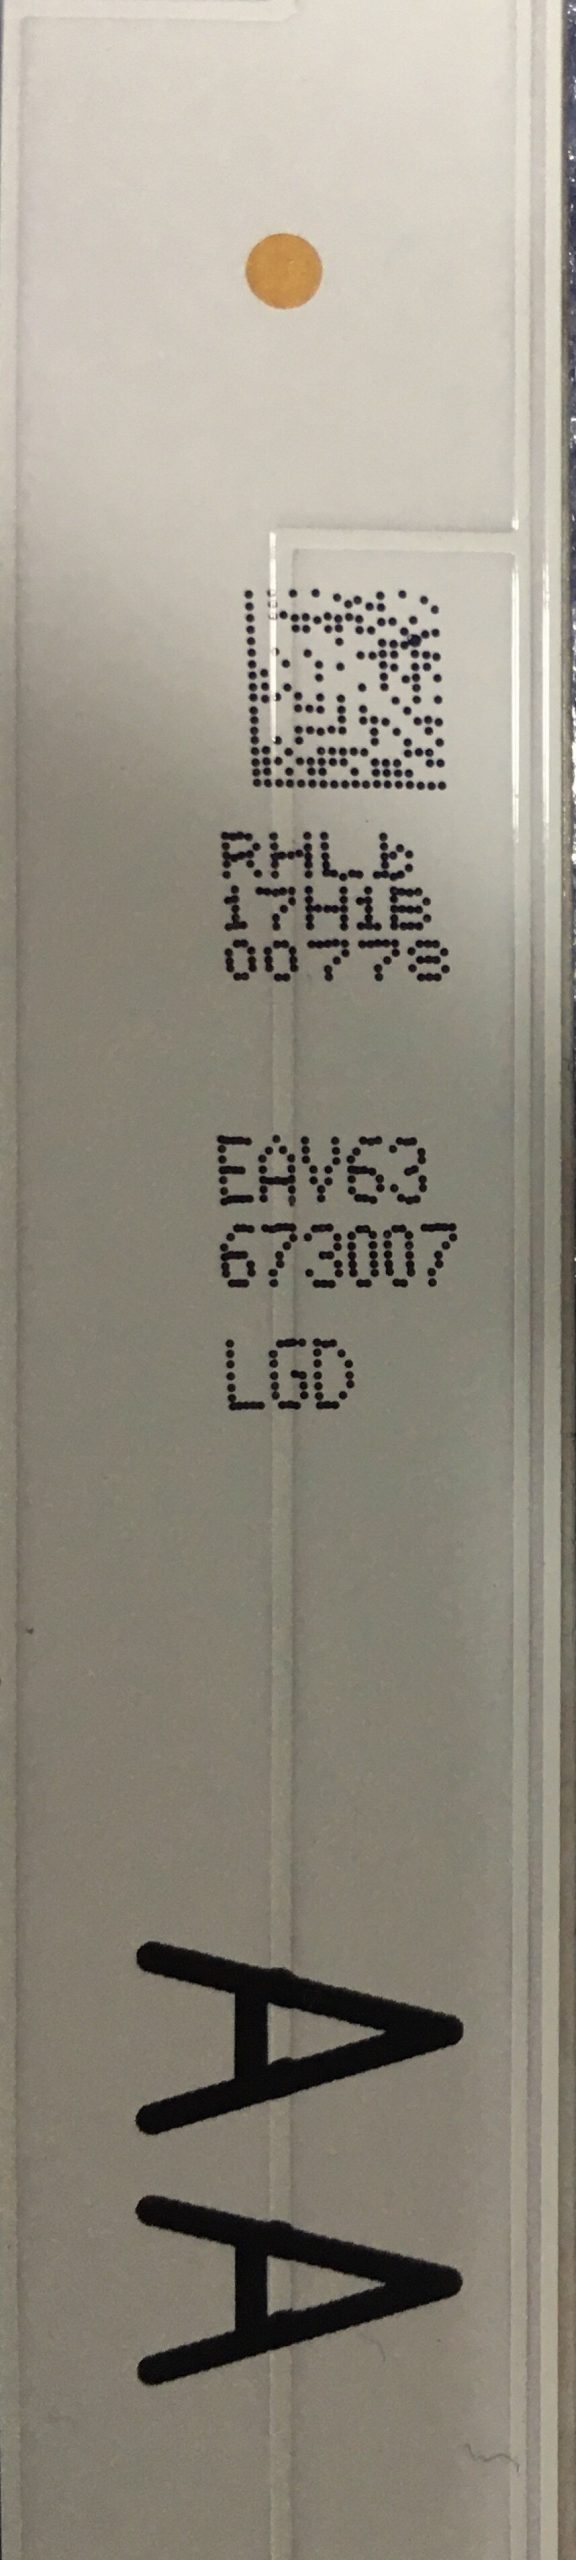 RHLb
17H1B
00778
EAV63
673007
LGD
AA